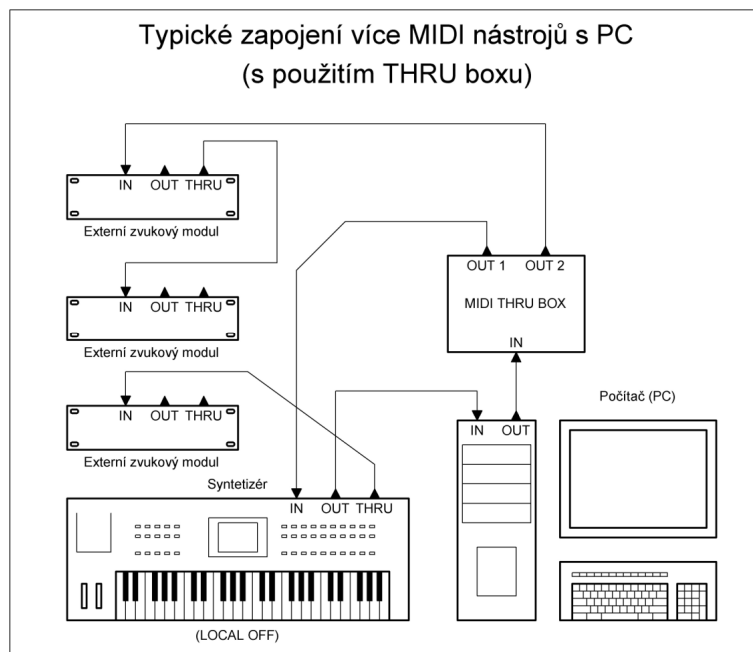 Typické zapojení více MIDI nástrojů s PC
(s použitím THRU boxu)
IN OUT THRU
Externí zvukový modul
OUT 1 OUT 2
MIDI THRU BOX
IN
IN OUT THRU
Externí zvukový modul
Počítač (PC)
IN OUT THRU
IN OUT
Externí zvukový modul
Syntetizér
IN OUT THRU
(LOCAL OFF)